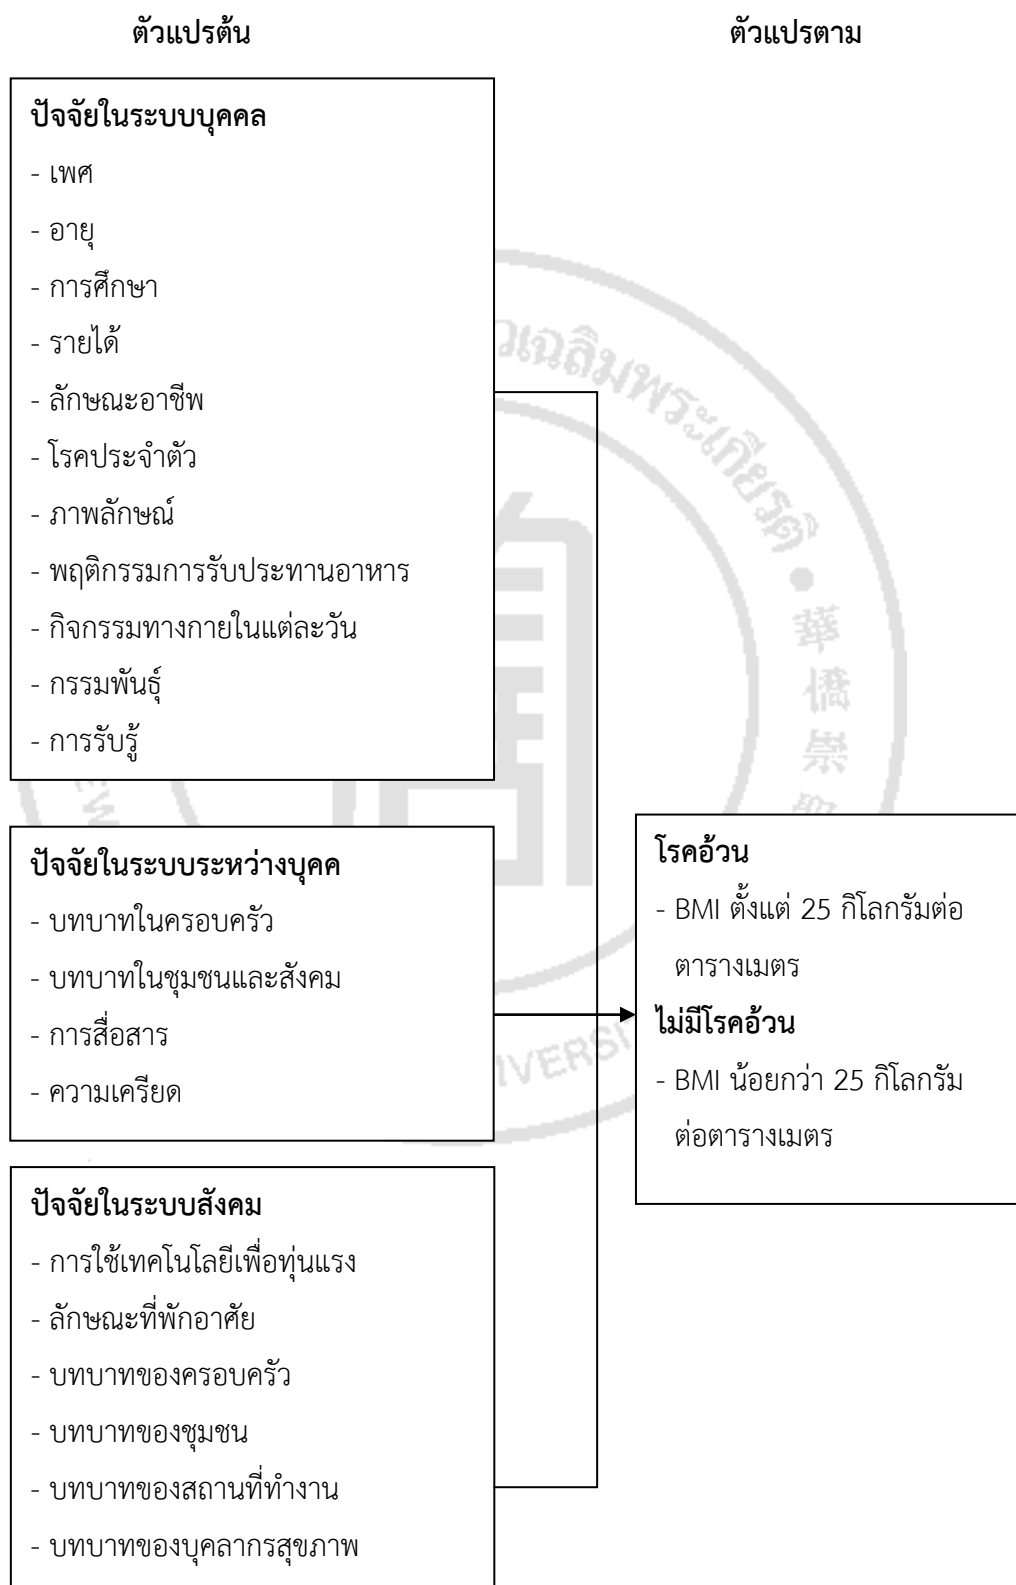 ตัวแปรต้น
ตัวแปรตาม
ปัจจัยในระบบบุคคล
- เพศ
- อายุ
- การศึกษา
- รายได้
- ลักษณะอาชีพ
- โรคประจำตัว
- ภาพลักษณ์
- พฤติกรรมการรับประทานอาหาร
- กิจกรรมทางกายในแต่ละวัน
- กรรมพันธุ์
- การรับรู้
ปัจจัยในระบบระหว่างบุคค
- บทบาทในครอบครัว
- บทบาทในชุมชนและสังคม
- การสื่อสาร
- ความเครียด
ปัจจัยในระบบสังคม
- การใช้เทคโนโลยีเพื่อทุ่นแรง
- ลักษณะที่พักอาศัย
- บทบาทของครอบครัว
- บทบาทของชุมชน
- บทบาทของสถานที่ทำงาน
- บทบาทของบุคลากรสุขภาพ
โรคอ้วน
- BMI ตั้งแต่ 25 กิโลกรัมต่อ
ตารางเมตร
ไม่มีโรคอ้วน
- BMI น้อยกว่า 25 กิโลกรัม
ต่อตารางเมตร
วเฉลิมพระเกียรติ • 華僑崇
IVERSI